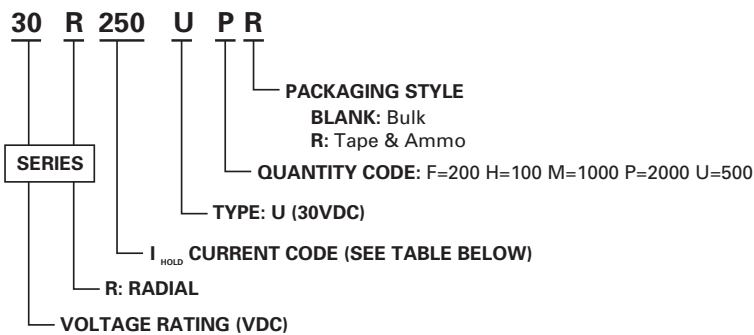 30 R 250 U P R
PACKAGING STYLE
BLANK: Bulk
R: Tape & Ammo
SERIES
QUANTITY CODE: F=200 H=100 M=1000 P=2000 U=500
TYPE: U (30VDC)
I HOLD CURRENT CODE (SEE TABLE BELOW)
R: RADIAL
VOLTAGE RATING (VDC)